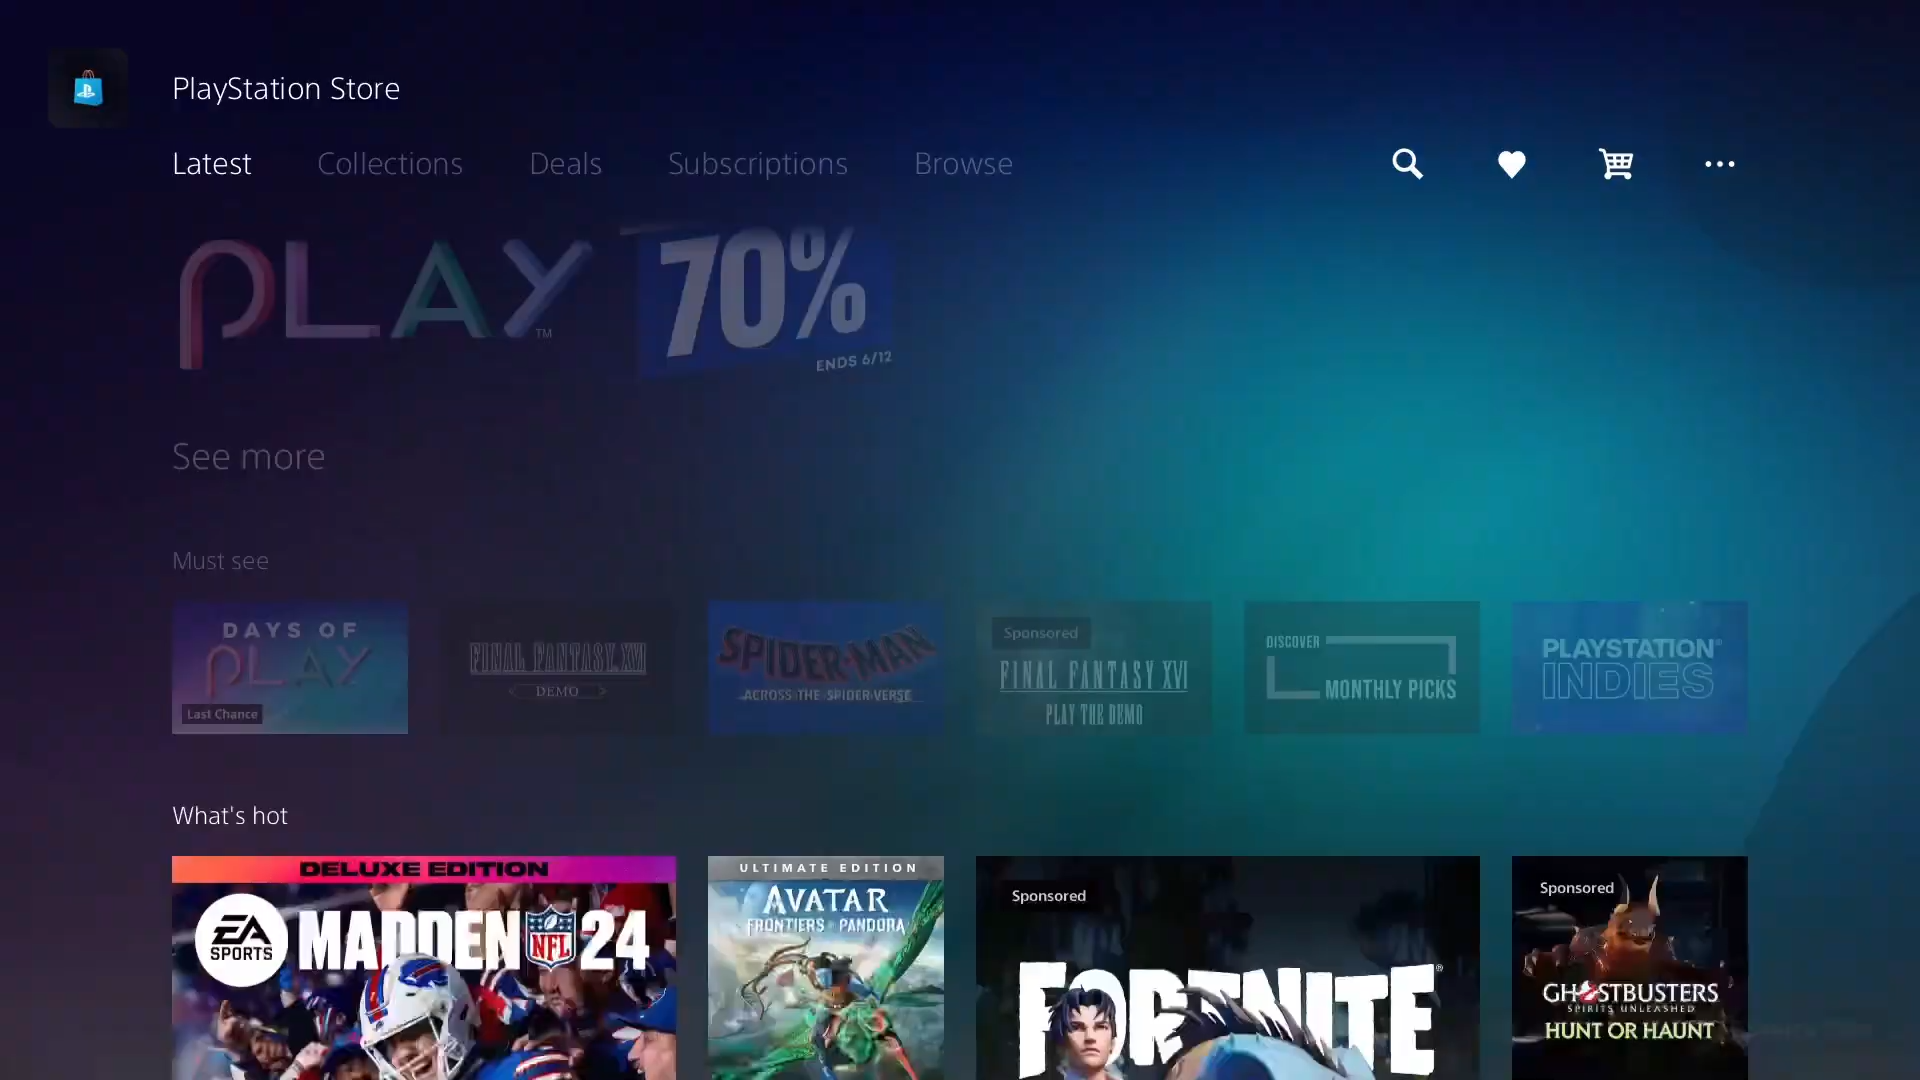 PlayStation Store
Latest
Collections
Deals
Subscriptions
Browse
PLAY™
70%
ENDS 6/12
See more
Must see
DAYS OF
PLAY
Last Chance
FINAL FANTASY XVI
DEMO
SPIDER-MAN
ACROSS THE SPIDER-VERSE
Sponsored
FINAL FANTASY XVI
PLAY THE DEMO
DISCOVER
MONTHLY PICKS
PLAYSTATION®
INDIES
What's hot
DELUXE EDITION
EA
SPORTS
MADDEN NFL 24
ULTIMATE EDITION
AVATAR
FRONTIERS OF PANDORA
Sponsored
FORTNITE®
Sponsored
GHOSTBUSTERS
SPIRITS UNLEASHED
HUNT OR HAUNT